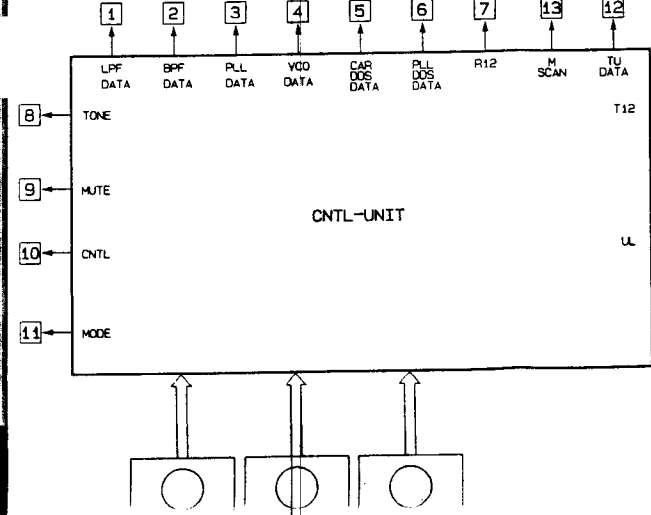 1 2 3 4 5 6 7 13 12
LPF DATA
BPF DATA
PLL DATA
VCO DATA
CAR DDS DATA
PLL DDS DATA
R12
M SCAN
TU DATA
8 TONE
T12
9 MUTE
CNTL-UNIT
UL
10 CNTL
11 MODE